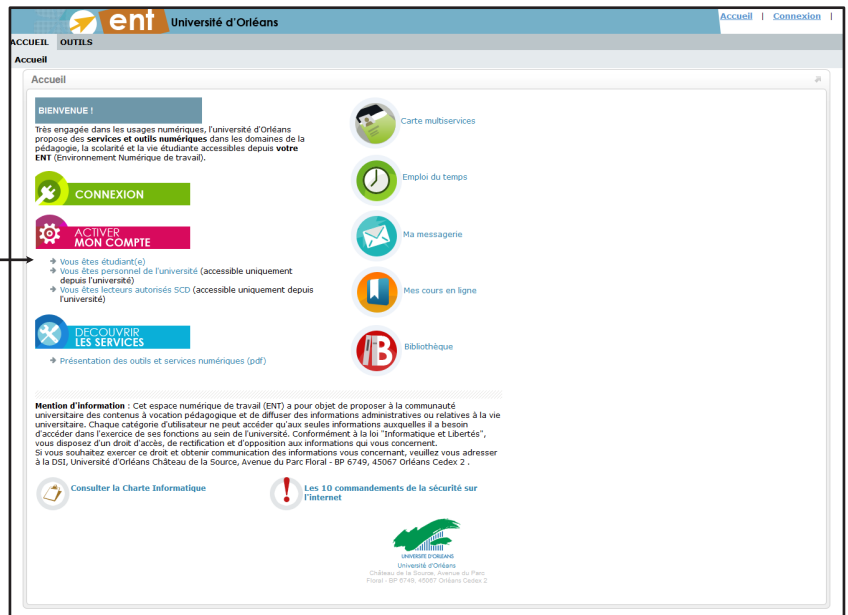 ent Université d'Orléans
Accueil | Connexion |
ACCUEIL OUTILS
Accueil
Accueil
BIENVENUE !
Très engagée dans les usages numériques, l'université d'Orléans
propose des services et outils numériques dans les domaines de la
pédagogie, la scolarité et la vie étudiante accessibles depuis votre
ENT (Environnement Numérique de travail).
CONNEXION
ACTIVER
MON COMPTE
Vous êtes étudiant(e)
Vous êtes personnel de l'université (accessible uniquement
depuis l'université)
Vous êtes lecteurs autorisés SCD (accessible uniquement depuis
l'université)
DECOUVRIR
LES SERVICES
Présentation des outils et services numériques (pdf)
Carte multiservices
Emploi du temps
Ma messagerie
Mes cours en ligne
B
Bibliothèque
Mention d'information : Cet espace numérique de travail (ENT) a pour objet de proposer à la communauté
universitaire des contenus à vocation pédagogique et de diffuser des informations administratives ou relatives à la vie
universitaire. Chaque catégorie d'utilisateur ne peut accéder qu'aux seules informations auxquelles il a besoin
d'accéder dans l'exercice de ses fonctions au sein de l'université. Conformément à la loi "Informatique et Libertés",
vous disposez d'un droit d'accès, de rectification et d'opposition aux informations qui vous concernent.
Si vous souhaitez exercer ce droit et obtenir communication des informations vous concernant, veuillez vous adresser
à la DSI, Université d'Orléans Château de la Source, Avenue du Parc Floral - BP 6749, 45067 Orléans Cedex 2 .
Consulter la Charte Informatique
Les 10 commandements de la sécurité sur
l'internet
UNIVERSITE D'ORLEANS
Université d'Orléans
Château de la Source, Avenue du Parc
Floral - BP 6749, 45067 Orléans Cedex 2